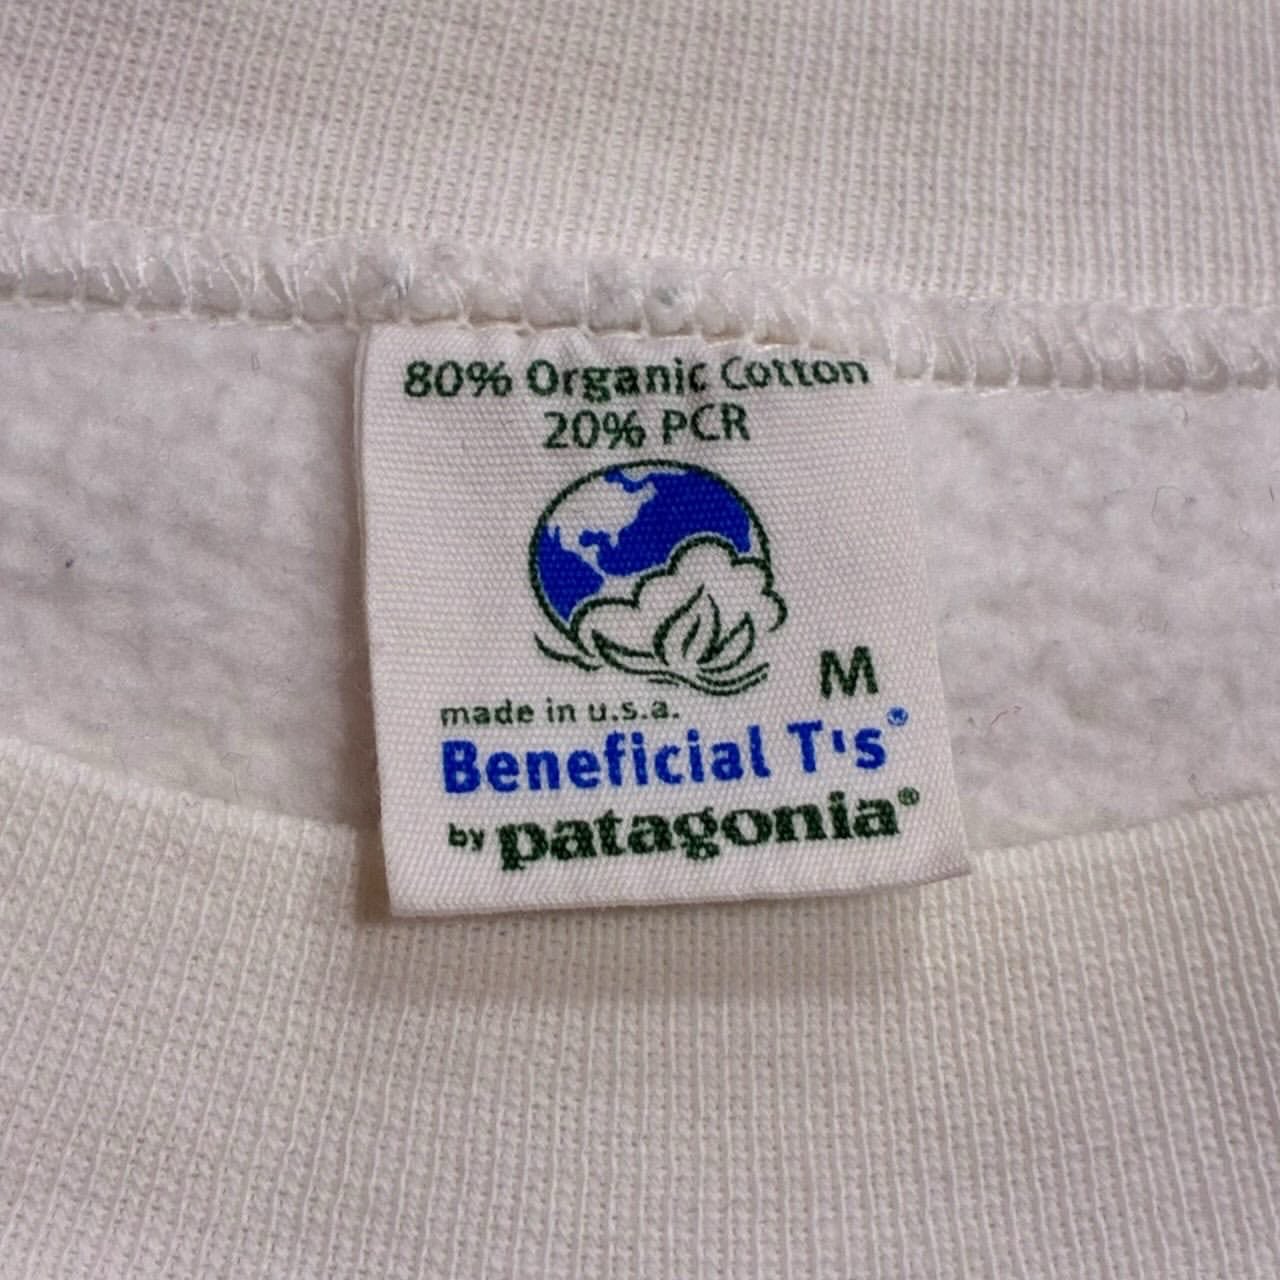 80% Organic Cotton
20% PCR
M
made in u.s.a.
Beneficial T's®
by patagonia®